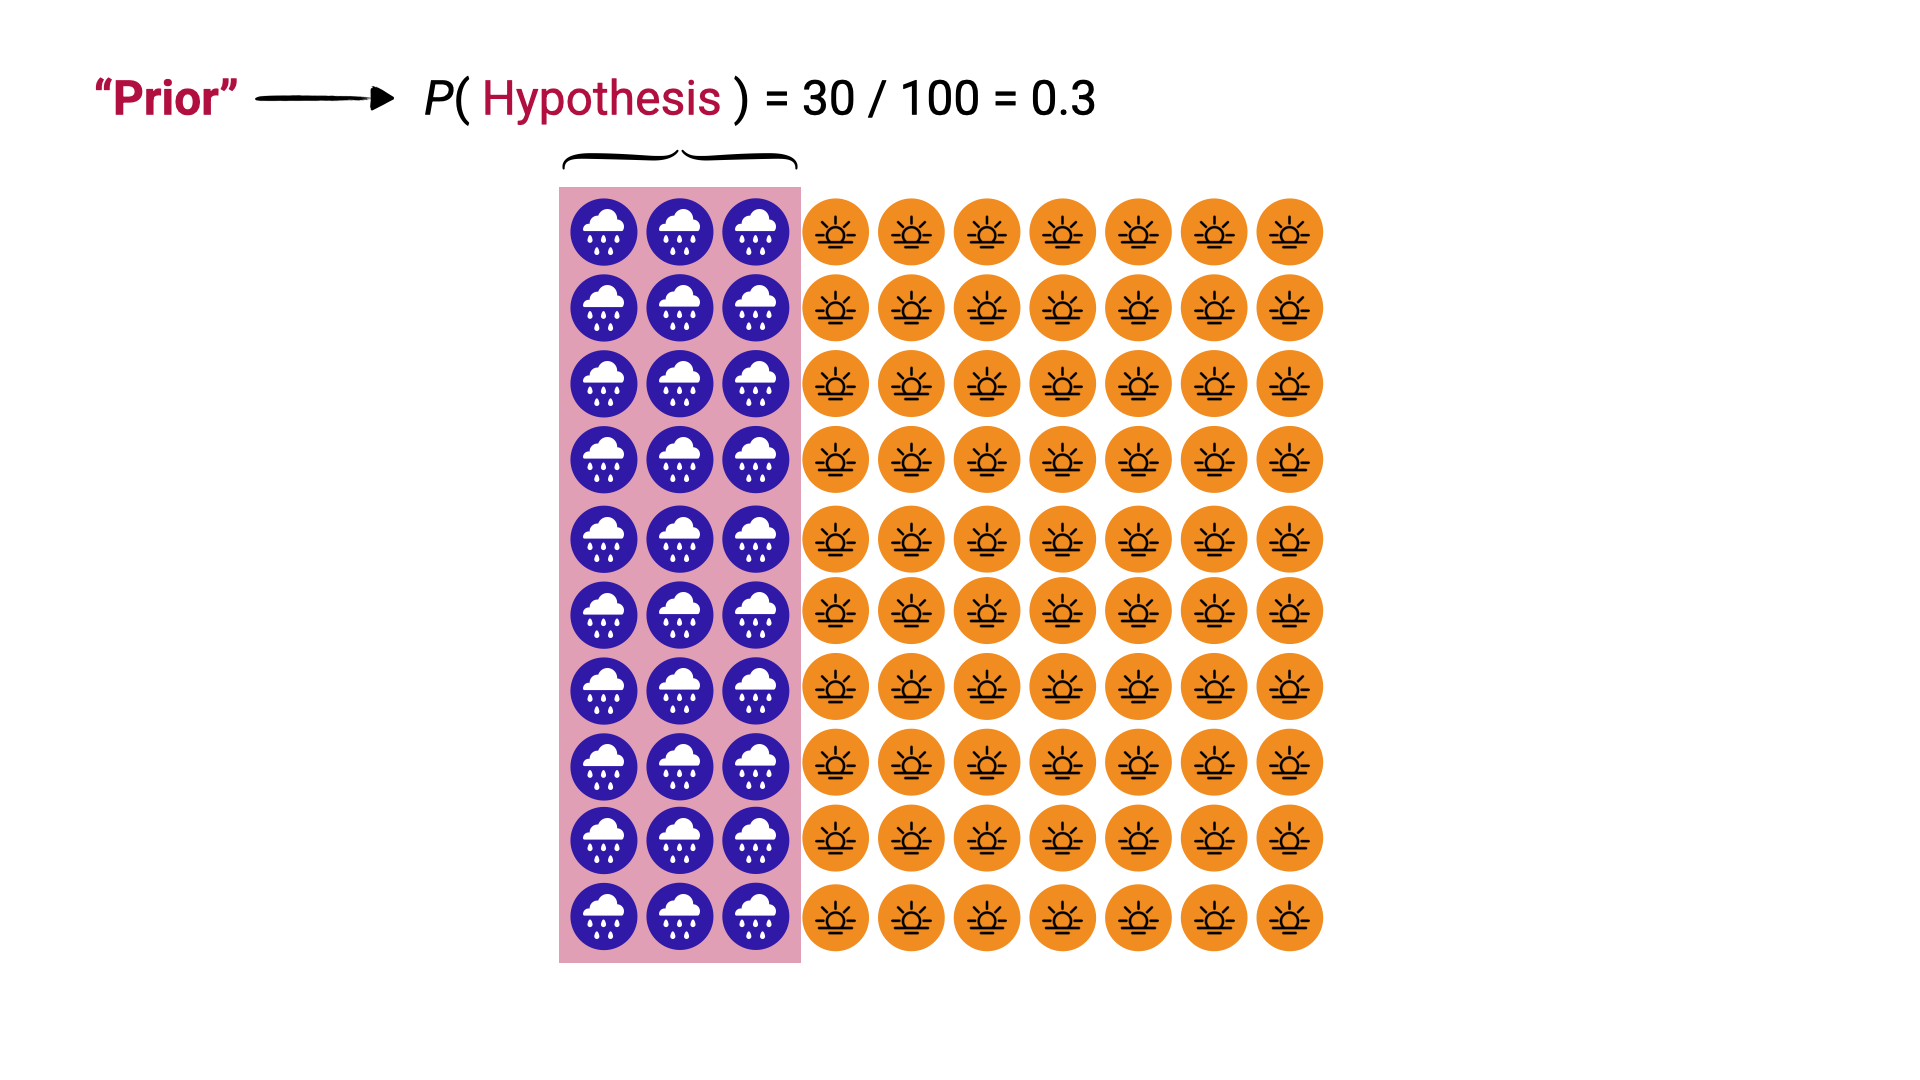 “Prior” P( Hypothesis ) = 30 / 100 = 0.3